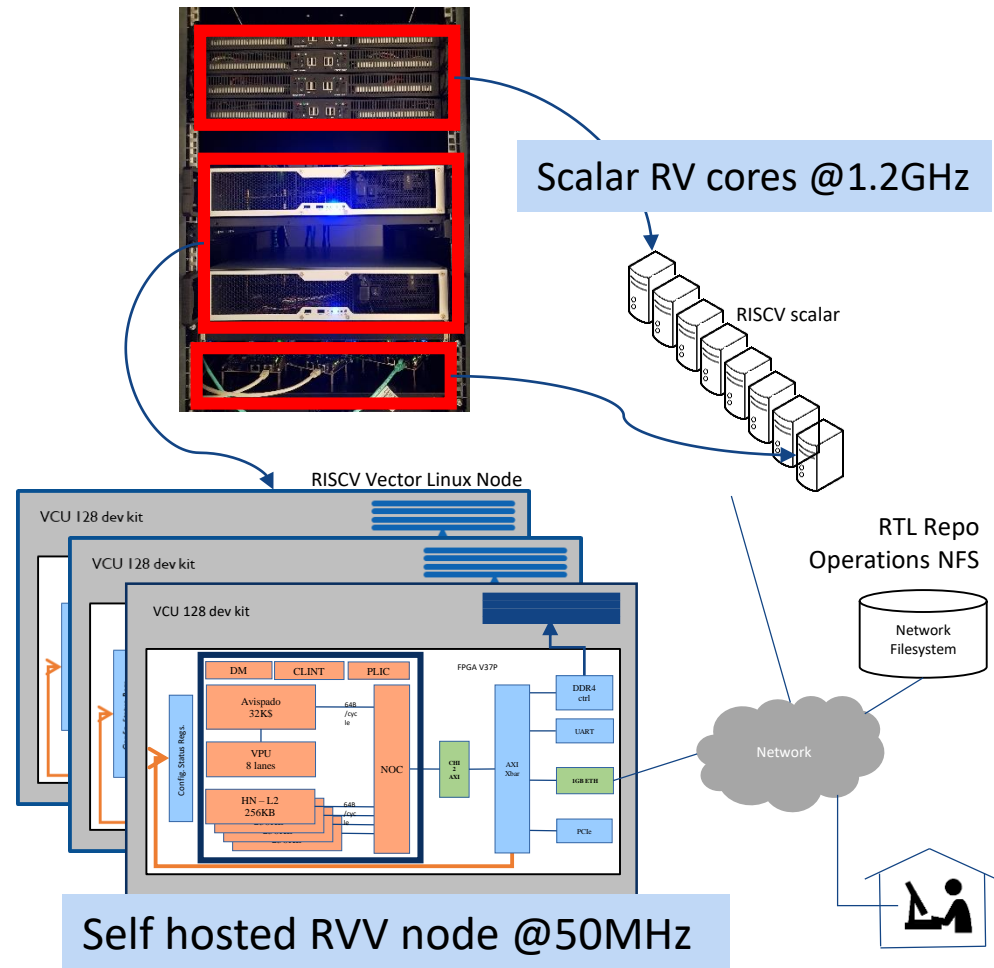 Scalar RV cores @1.2GHz
RISCV scalar
RISCV Vector Linux Node
VCU 128 dev kit
VCU 128 dev kit
VCU 128 dev kit
RTL Repo
Operations NFS
Network
Filesystem
Network
FPGA V37P
DM
CLINT
PLIC
Config. Status Regs.
Avispado
32K$
64B
/cyc
le
VPU
8 lanes
NOC
HN – L2
256KB
64B
/cyc
le
CHI
2
AXI
AXI
Xbar
DDR4
ctrl
UART
1GB ETH
PCIe
Self hosted RVV node @50MHz